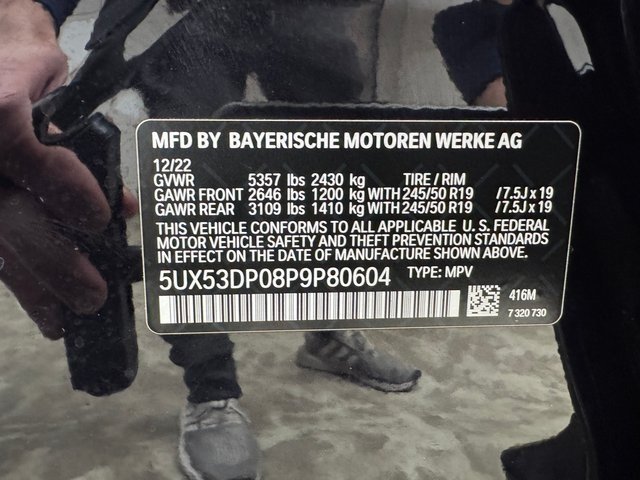 MFD BY BAYERISCHE MOTOREN WERKE AG
12/22
GVWR 5357 lbs 2430 kg TIRE / RIM
GAWR FRONT 2646 lbs 1200 kg WITH 245/50 R19 / 7.5J x 19
GAWR REAR 3109 lbs 1410 kg WITH 245/50 R19 / 7.5J x 19
THIS VEHICLE CONFORMS TO ALL APPLICABLE U. S. FEDERAL
MOTOR VEHICLE SAFETY AND THEFT PREVENTION STANDARDS
IN EFFECT ON THE DATE OF MANUFACTURE SHOWN ABOVE.
5UX53DP08P9P80604 TYPE: MPV
416M
7 320 730